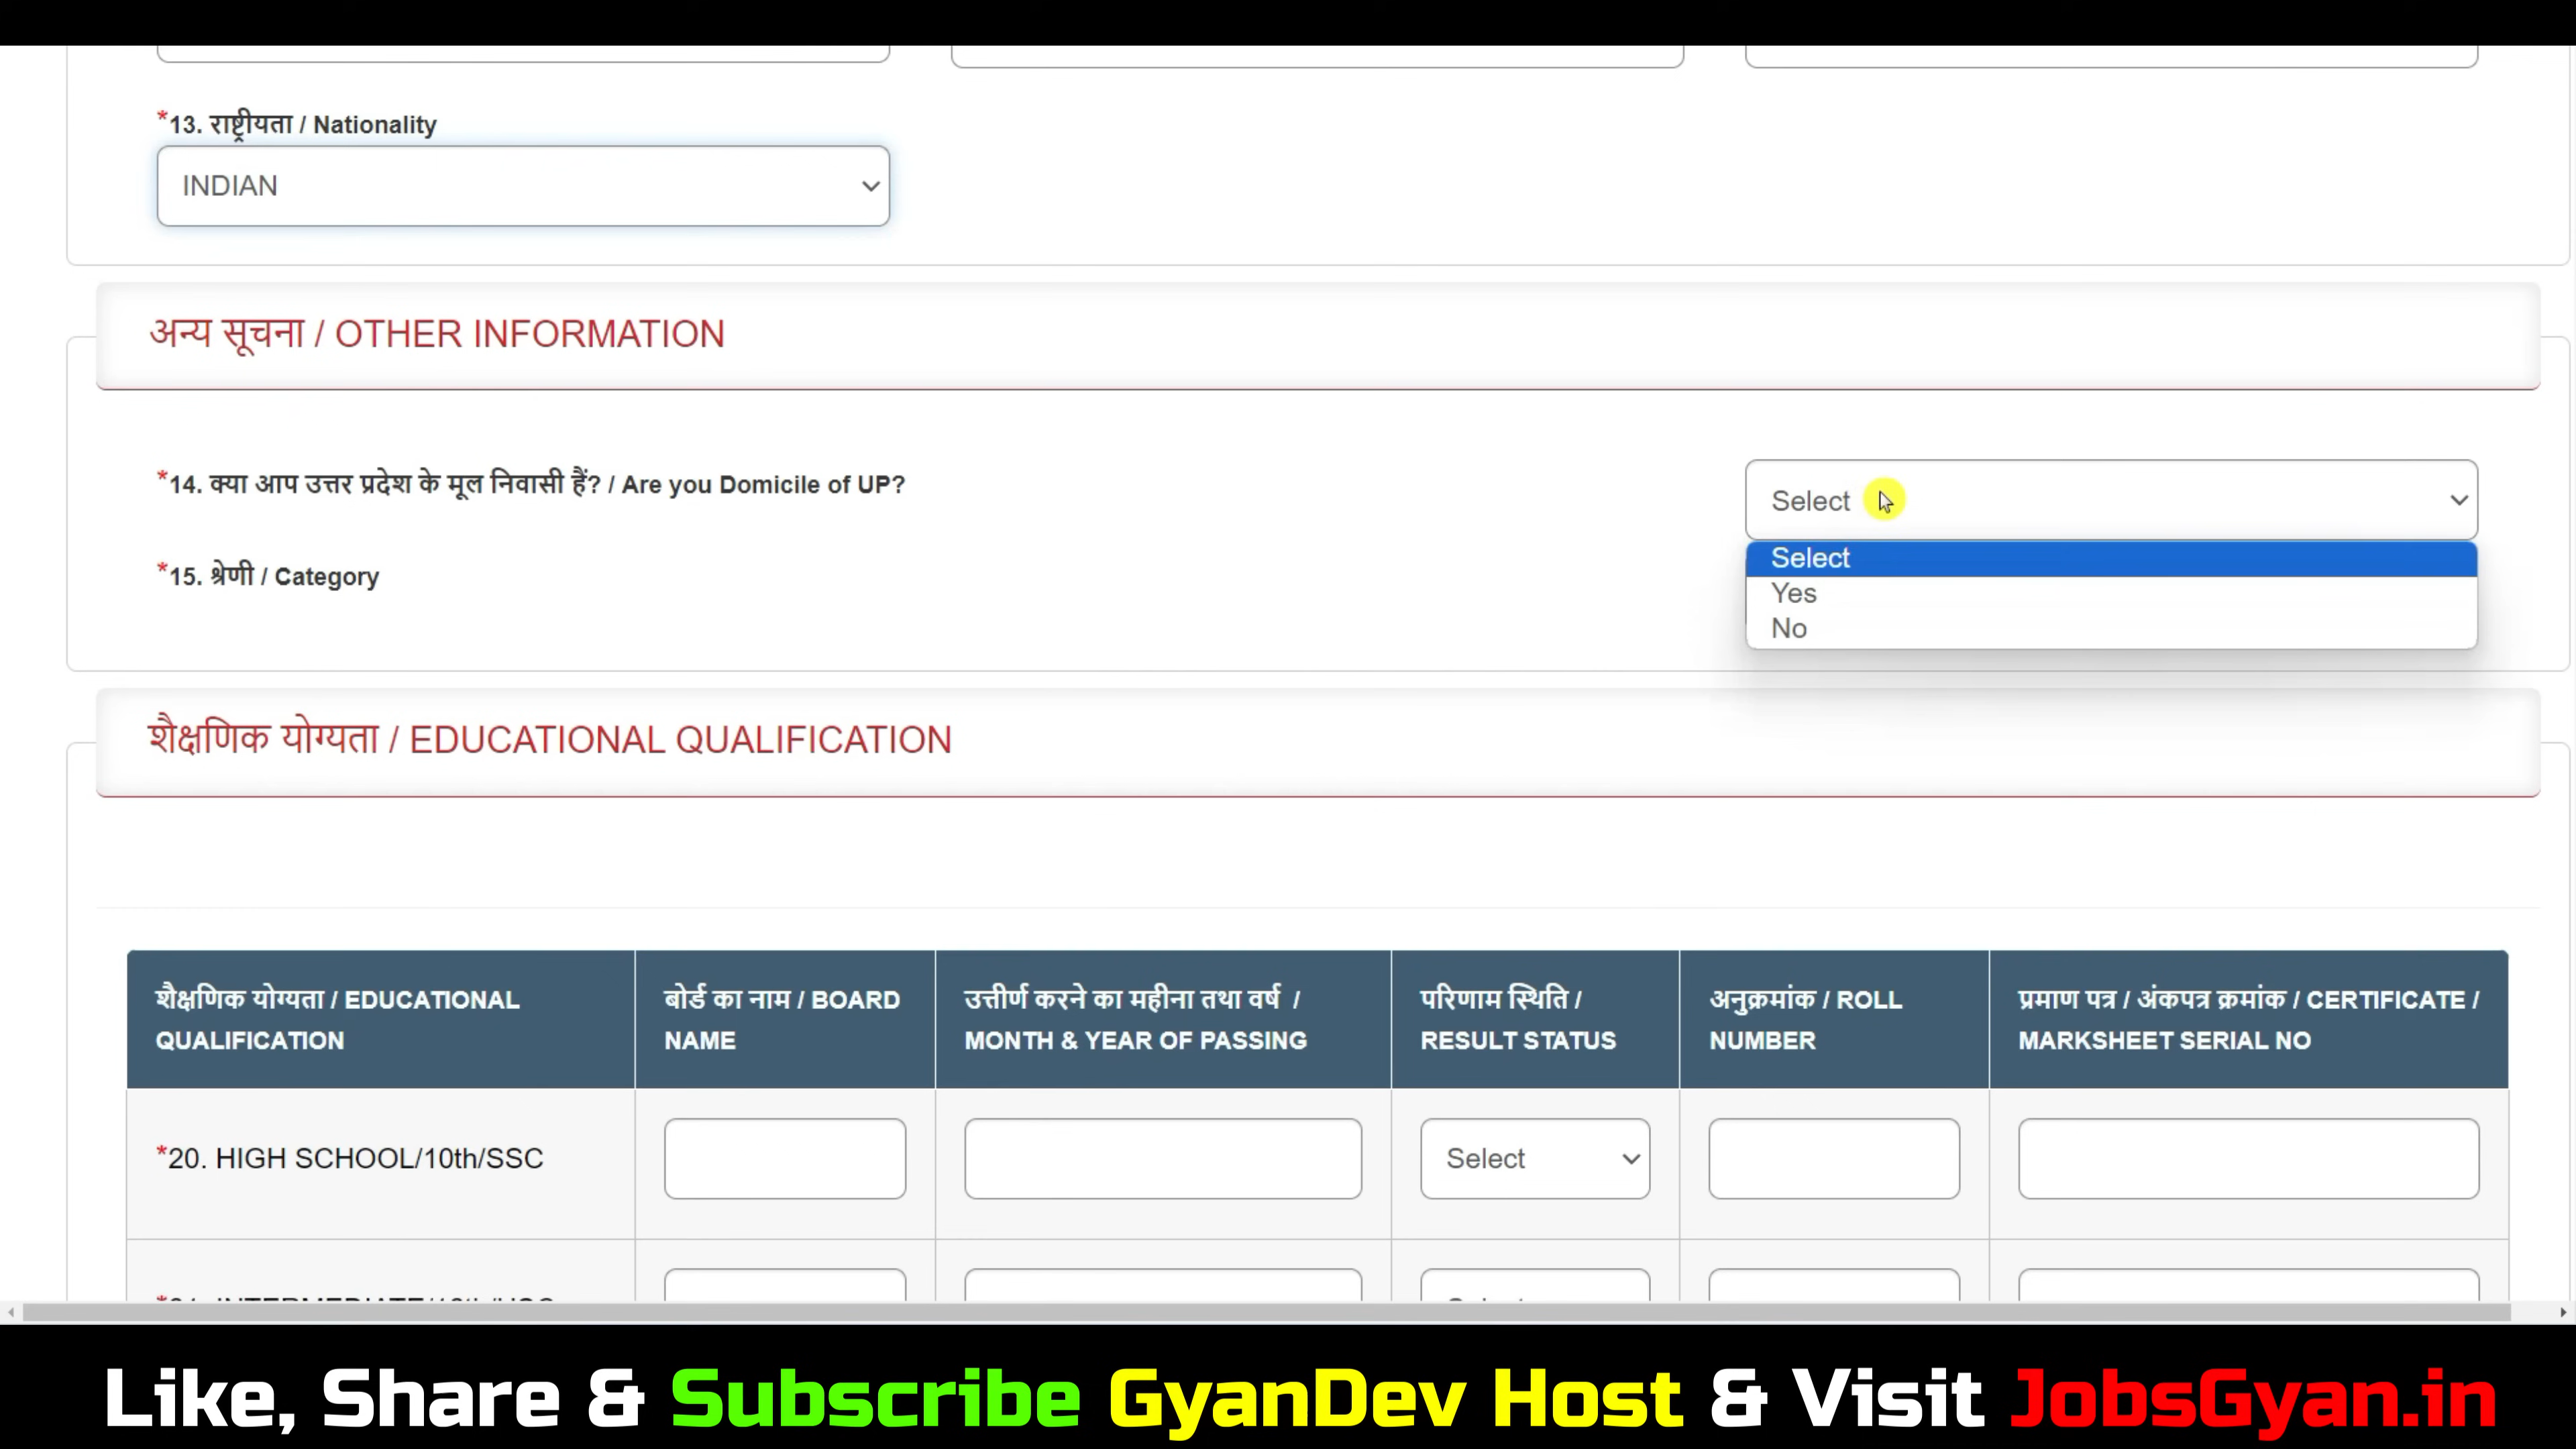 *13. राष्ट्रीयता / Nationality
INDIAN
अन्य सूचना / OTHER INFORMATION
*14. क्या आप उत्तर प्रदेश के मूल निवासी हैं? / Are you Domicile of UP?
Select
Select
Yes
No
*15. श्रेणी / Category
शैक्षणिक योग्यता / EDUCATIONAL QUALIFICATION
शैक्षणिक योग्यता / EDUCATIONAL
QUALIFICATION
बोर्ड का नाम / BOARD
NAME
उत्तीर्ण करने का महीना तथा वर्ष /
MONTH & YEAR OF PASSING
परिणाम स्थिति /
RESULT STATUS
अनुक्रमांक / ROLL
NUMBER
प्रमाण पत्र / अंकपत्र क्रमांक / CERTIFICATE /
MARKSHEET SERIAL NO
*20. HIGH SCHOOL/10th/SSC
Select
Like, Share & Subscribe GyanDev Host & Visit JobsGyan.in